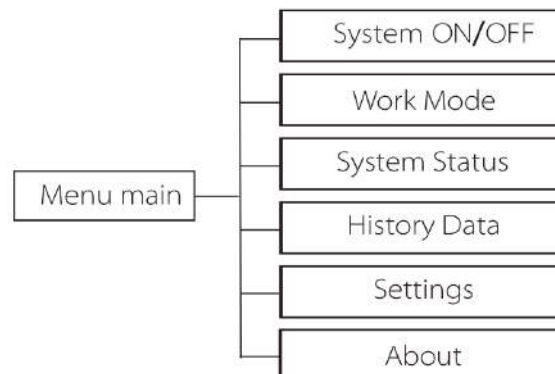 System ON/OFF
Work Mode
System Status
Menu main
History Data
Settings
About